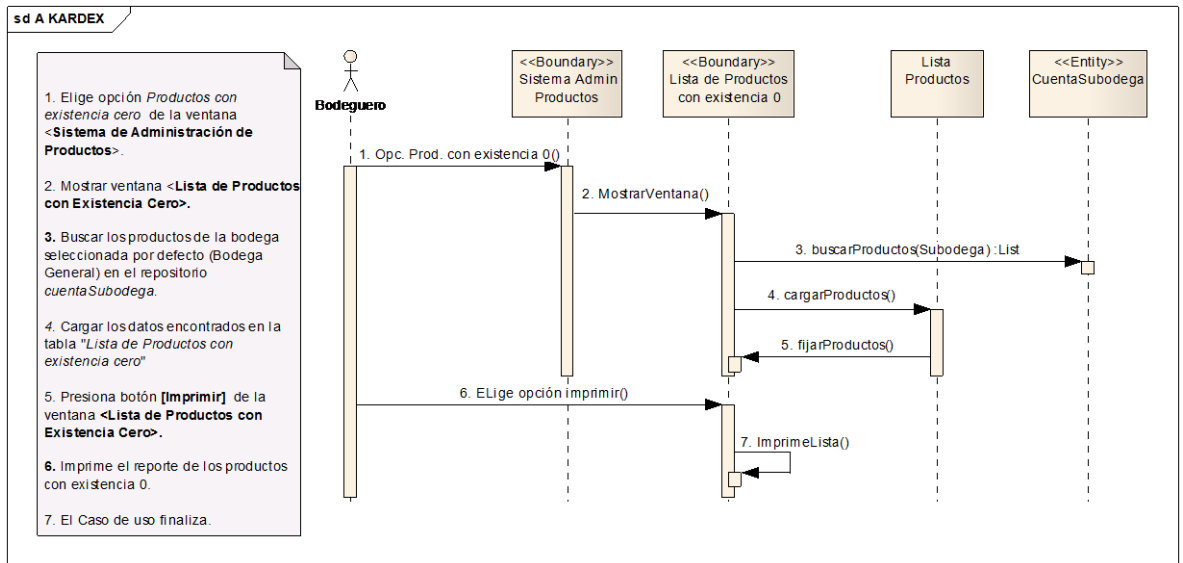 sd A KARDEX
1. Elige opción Productos con
existencia cero de la ventana
<Sistema de Administración de
Productos>.
2. Mostrar ventana <Lista de Productos
con Existencia Cero>.
3. Buscar los productos de la bodega
seleccionada por defecto (Bodega
General) en el repositorio
cuentaSubodega.
4. Cargar los datos encontrados en la
tabla "Lista de Productos con
existencia cero"
5. Presiona botón [Imprimir] de la
ventana <Lista de Productos con
Existencia Cero>.
6. Imprime el reporte de los productos
con existencia 0.
7. El Caso de uso finaliza.
Bodeguero
<<Boundary>>
Sistema Admin
Productos
<<Boundary>>
Lista de Productos
con existencia 0
Lista
Productos
<<Entity>>
CuentaSubodega
1. Opc. Prod. con existencia 0()
2. MostrarVentana()
3. buscarProductos(Subodega) :List
4. cargarProductos()
5. fijarProductos()
6. ELige opción imprimir()
7. ImprimeLista()